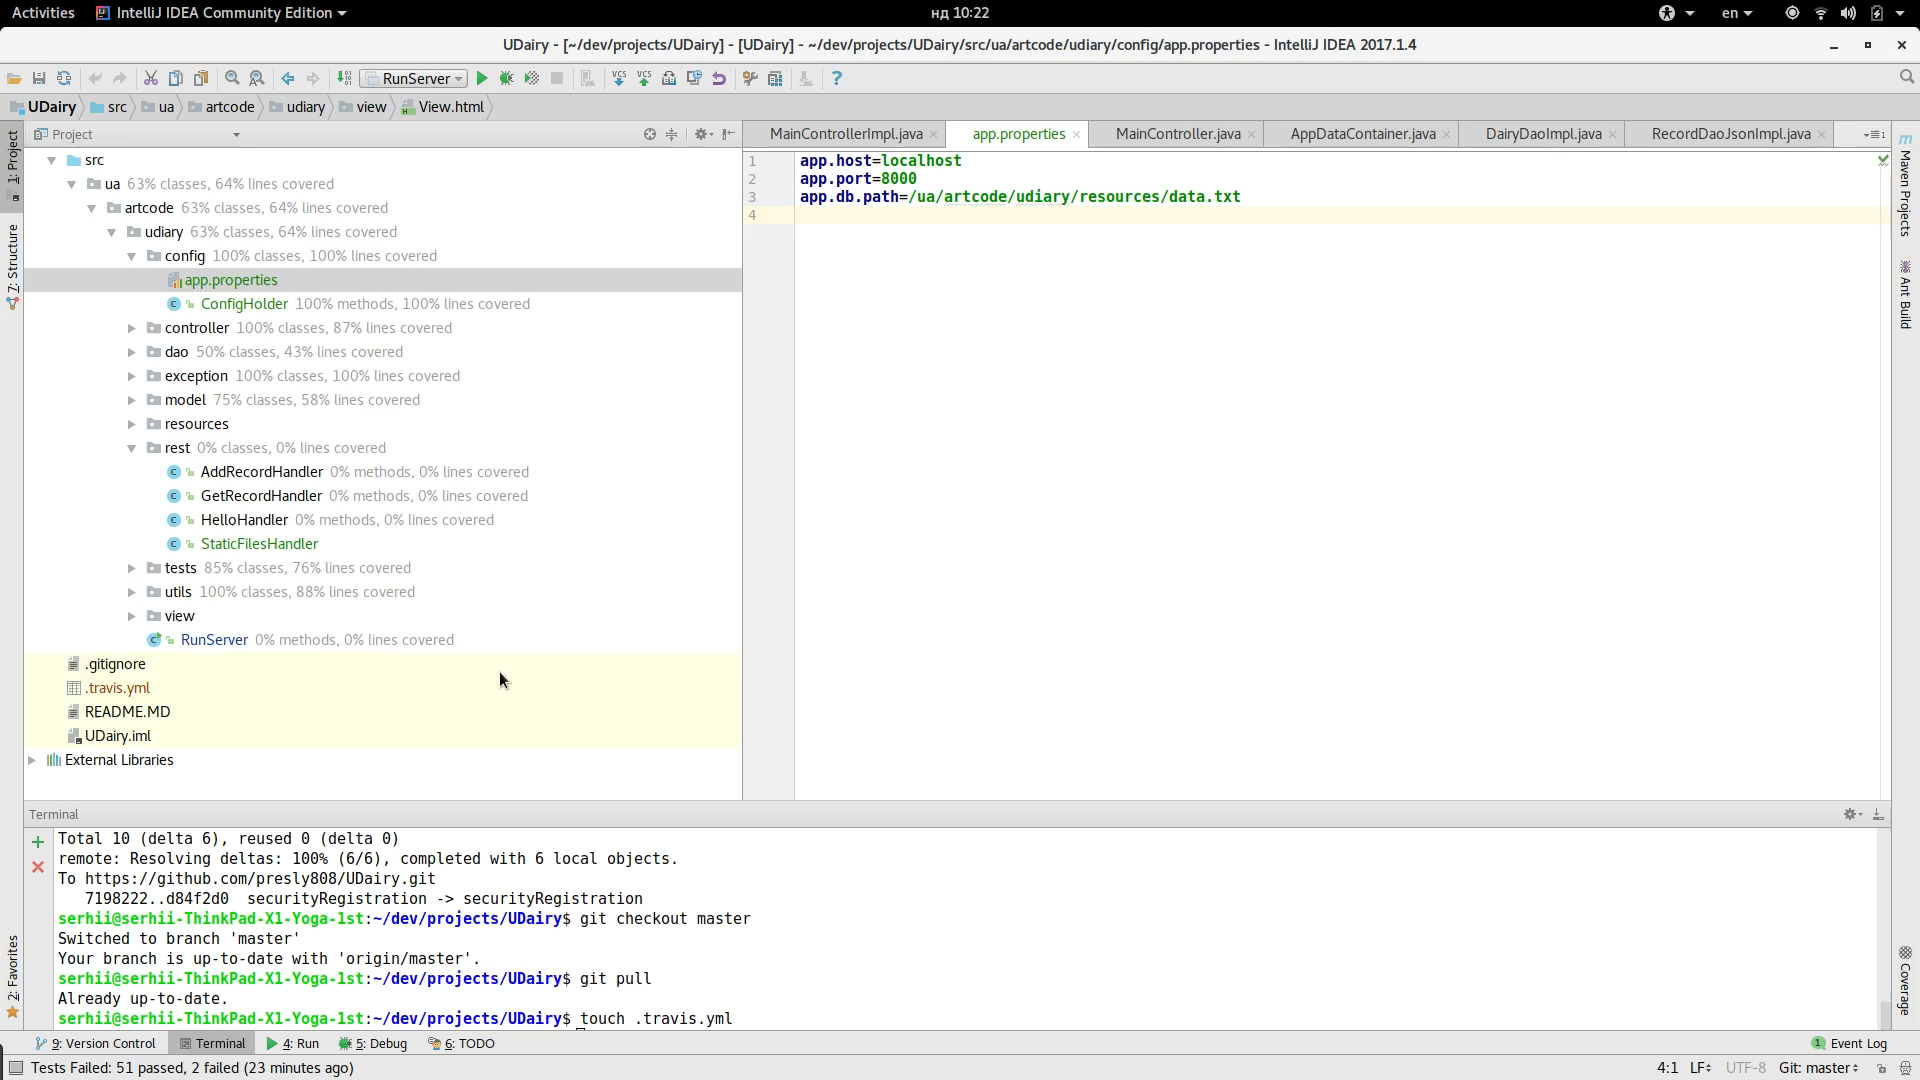 Activities IntelliJ IDEA Community Edition нд 10:22 en
UDairy - [~/dev/projects/UDairy] - [UDairy] - ~/dev/projects/UDairy/src/ua/artcode/udiary/config/app.properties - IntelliJ IDEA 2017.1.4
RunServer
UDairy src ua artcode udiary view View.html
Project
MainControllerImpl.java app.properties MainController.java AppDataContainer.java DairyDaoImpl.java RecordDaoJsonImpl.java
1: Project
7: Structure
2: Favorites
src
ua 63% classes, 64% lines covered
artcode 63% classes, 64% lines covered
udiary 63% classes, 64% lines covered
config 100% classes, 100% lines covered
app.properties
ConfigHolder 100% methods, 100% lines covered
controller 100% classes, 87% lines covered
dao 50% classes, 43% lines covered
exception 100% classes, 100% lines covered
model 75% classes, 58% lines covered
resources
rest 0% classes, 0% lines covered
AddRecordHandler 0% methods, 0% lines covered
GetRecordHandler 0% methods, 0% lines covered
HelloHandler 0% methods, 0% lines covered
StaticFilesHandler
tests 85% classes, 76% lines covered
utils 100% classes, 88% lines covered
view
RunServer 0% methods, 0% lines covered
.gitignore
.travis.yml
README.MD
UDairy.iml
External Libraries
1 app.host=localhost
2 app.port=8000
3 app.db.path=/ua/artcode/udiary/resources/data.txt
4
Maven Projects
Ant Build
Coverage
Terminal
Total 10 (delta 6), reused 0 (delta 0)
remote: Resolving deltas: 100% (6/6), completed with 6 local objects.
To https://github.com/presly808/UDairy.git
7198222..d84f2d0 securityRegistration -> securityRegistration
serhii@serhii-ThinkPad-X1-Yoga-1st:~/dev/projects/UDairy$ git checkout master
Switched to branch 'master'
Your branch is up-to-date with 'origin/master'.
serhii@serhii-ThinkPad-X1-Yoga-1st:~/dev/projects/UDairy$ git pull
Already up-to-date.
serhii@serhii-ThinkPad-X1-Yoga-1st:~/dev/projects/UDairy$ touch .travis.yml
9: Version Control Terminal 4: Run 5: Debug 6: TODO 1 Event Log
Tests Failed: 51 passed, 2 failed (23 minutes ago) 4:1 LF UTF-8 Git: master